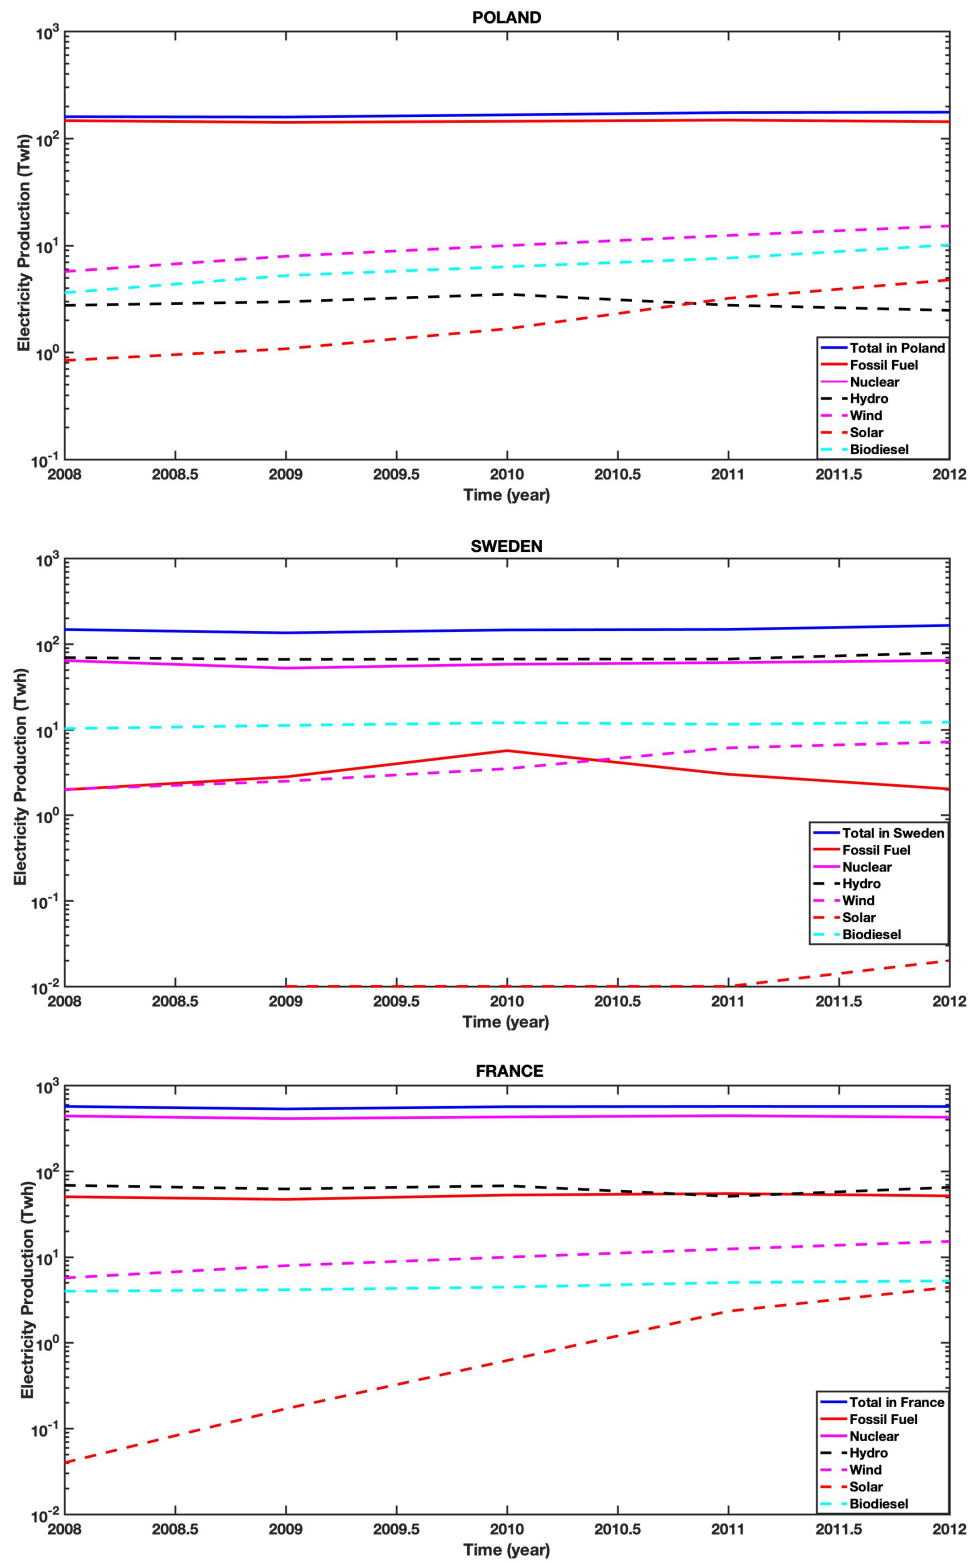 POLAND
10^3
10^2
10^1
10^0
10^-1
Electricity Production (Twh)
Total in Poland
Fossil Fuel
Nuclear
Hydro
Wind
Solar
Biodiesel
2008 2008.5 2009 2009.5 2010 2010.5 2011 2011.5 2012
Time (year)
SWEDEN
10^3
10^2
10^1
10^0
10^-1
10^-2
Electricity Production (Twh)
Total in Sweden
Fossil Fuel
Nuclear
Hydro
Wind
Solar
Biodiesel
2008 2008.5 2009 2009.5 2010 2010.5 2011 2011.5 2012
Time (year)
FRANCE
10^3
10^2
10^1
10^0
10^-1
10^-2
Electricity Production (Twh)
Total in France
Fossil Fuel
Nuclear
Hydro
Wind
Solar
Biodiesel
2008 2008.5 2009 2009.5 2010 2010.5 2011 2011.5 2012
Time (year)